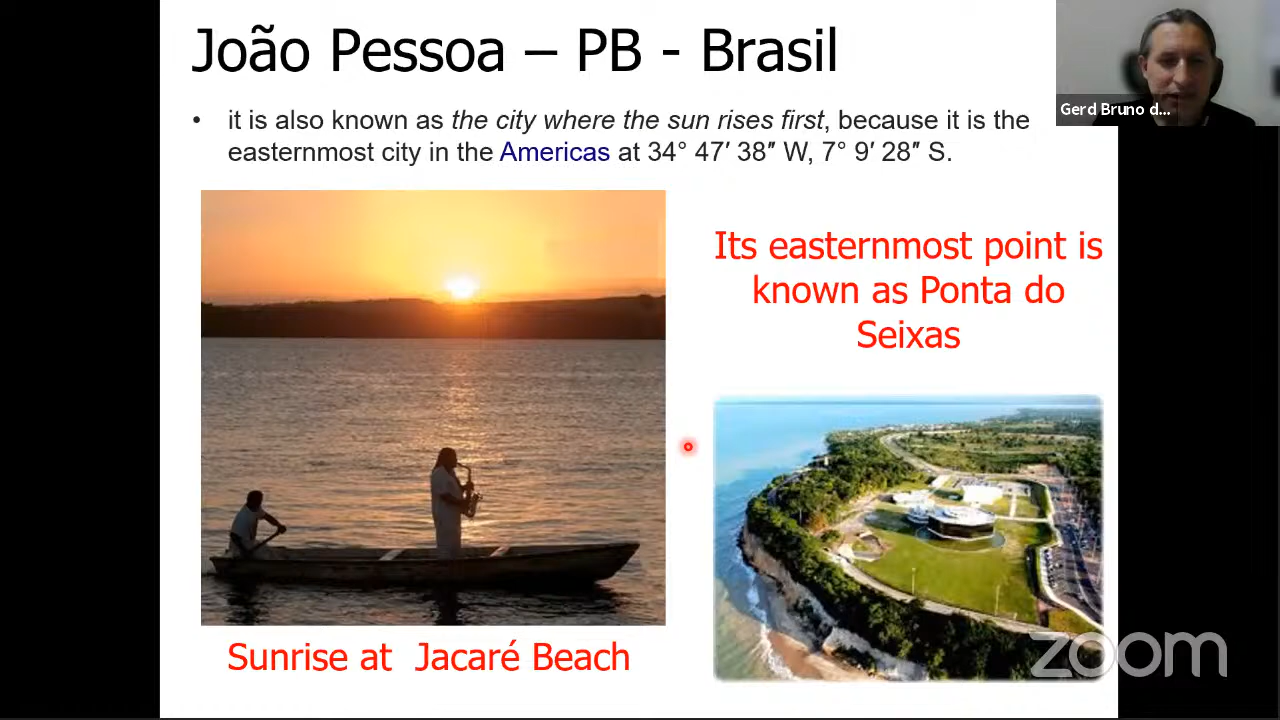 João Pessoa – PB - Brasil
Gerd Bruno d...
• it is also known as the city where the sun rises first, because it is the
easternmost city in the Americas at 34° 47′ 38″ W, 7° 9′ 28″ S.
Its easternmost point is
known as Ponta do
Seixas
Sunrise at  Jacaré Beach
zoom